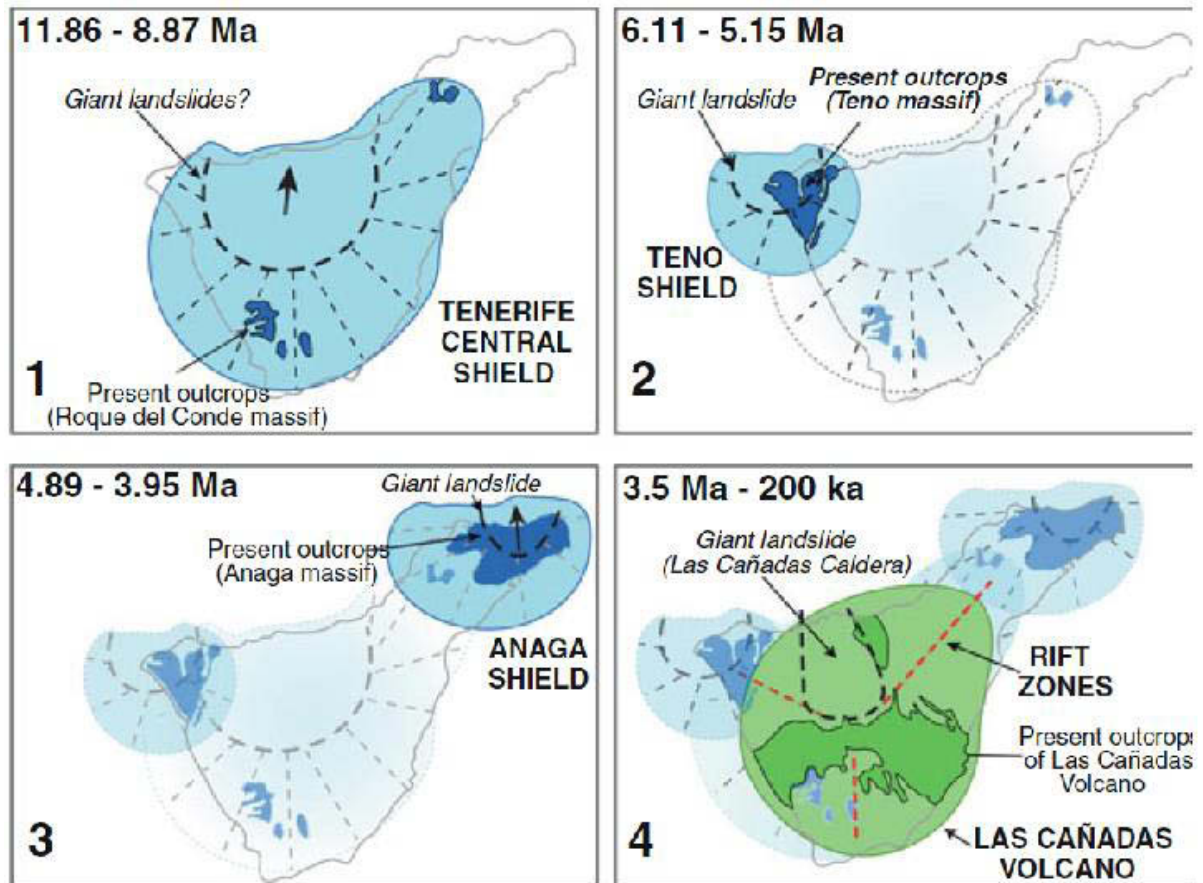 11.86 - 8.87 Ma
Giant landslides?
TENERIFE
CENTRAL
SHIELD
1
Present outcrops
(Roque del Conde massif)
6.11 - 5.15 Ma
Present outcrops
(Teno massif)
Giant landslide
TENO
SHIELD
2
4.89 - 3.95 Ma
Giant landslide
Present outcrops
(Anaga massif)
ANAGA
SHIELD
3
3.5 Ma - 200 ka
Giant landslide
(Las Cañadas Caldera)
RIFT
ZONES
Present outcrops
of Las Cañadas
Volcano
4
LAS CAÑADAS
VOLCANO